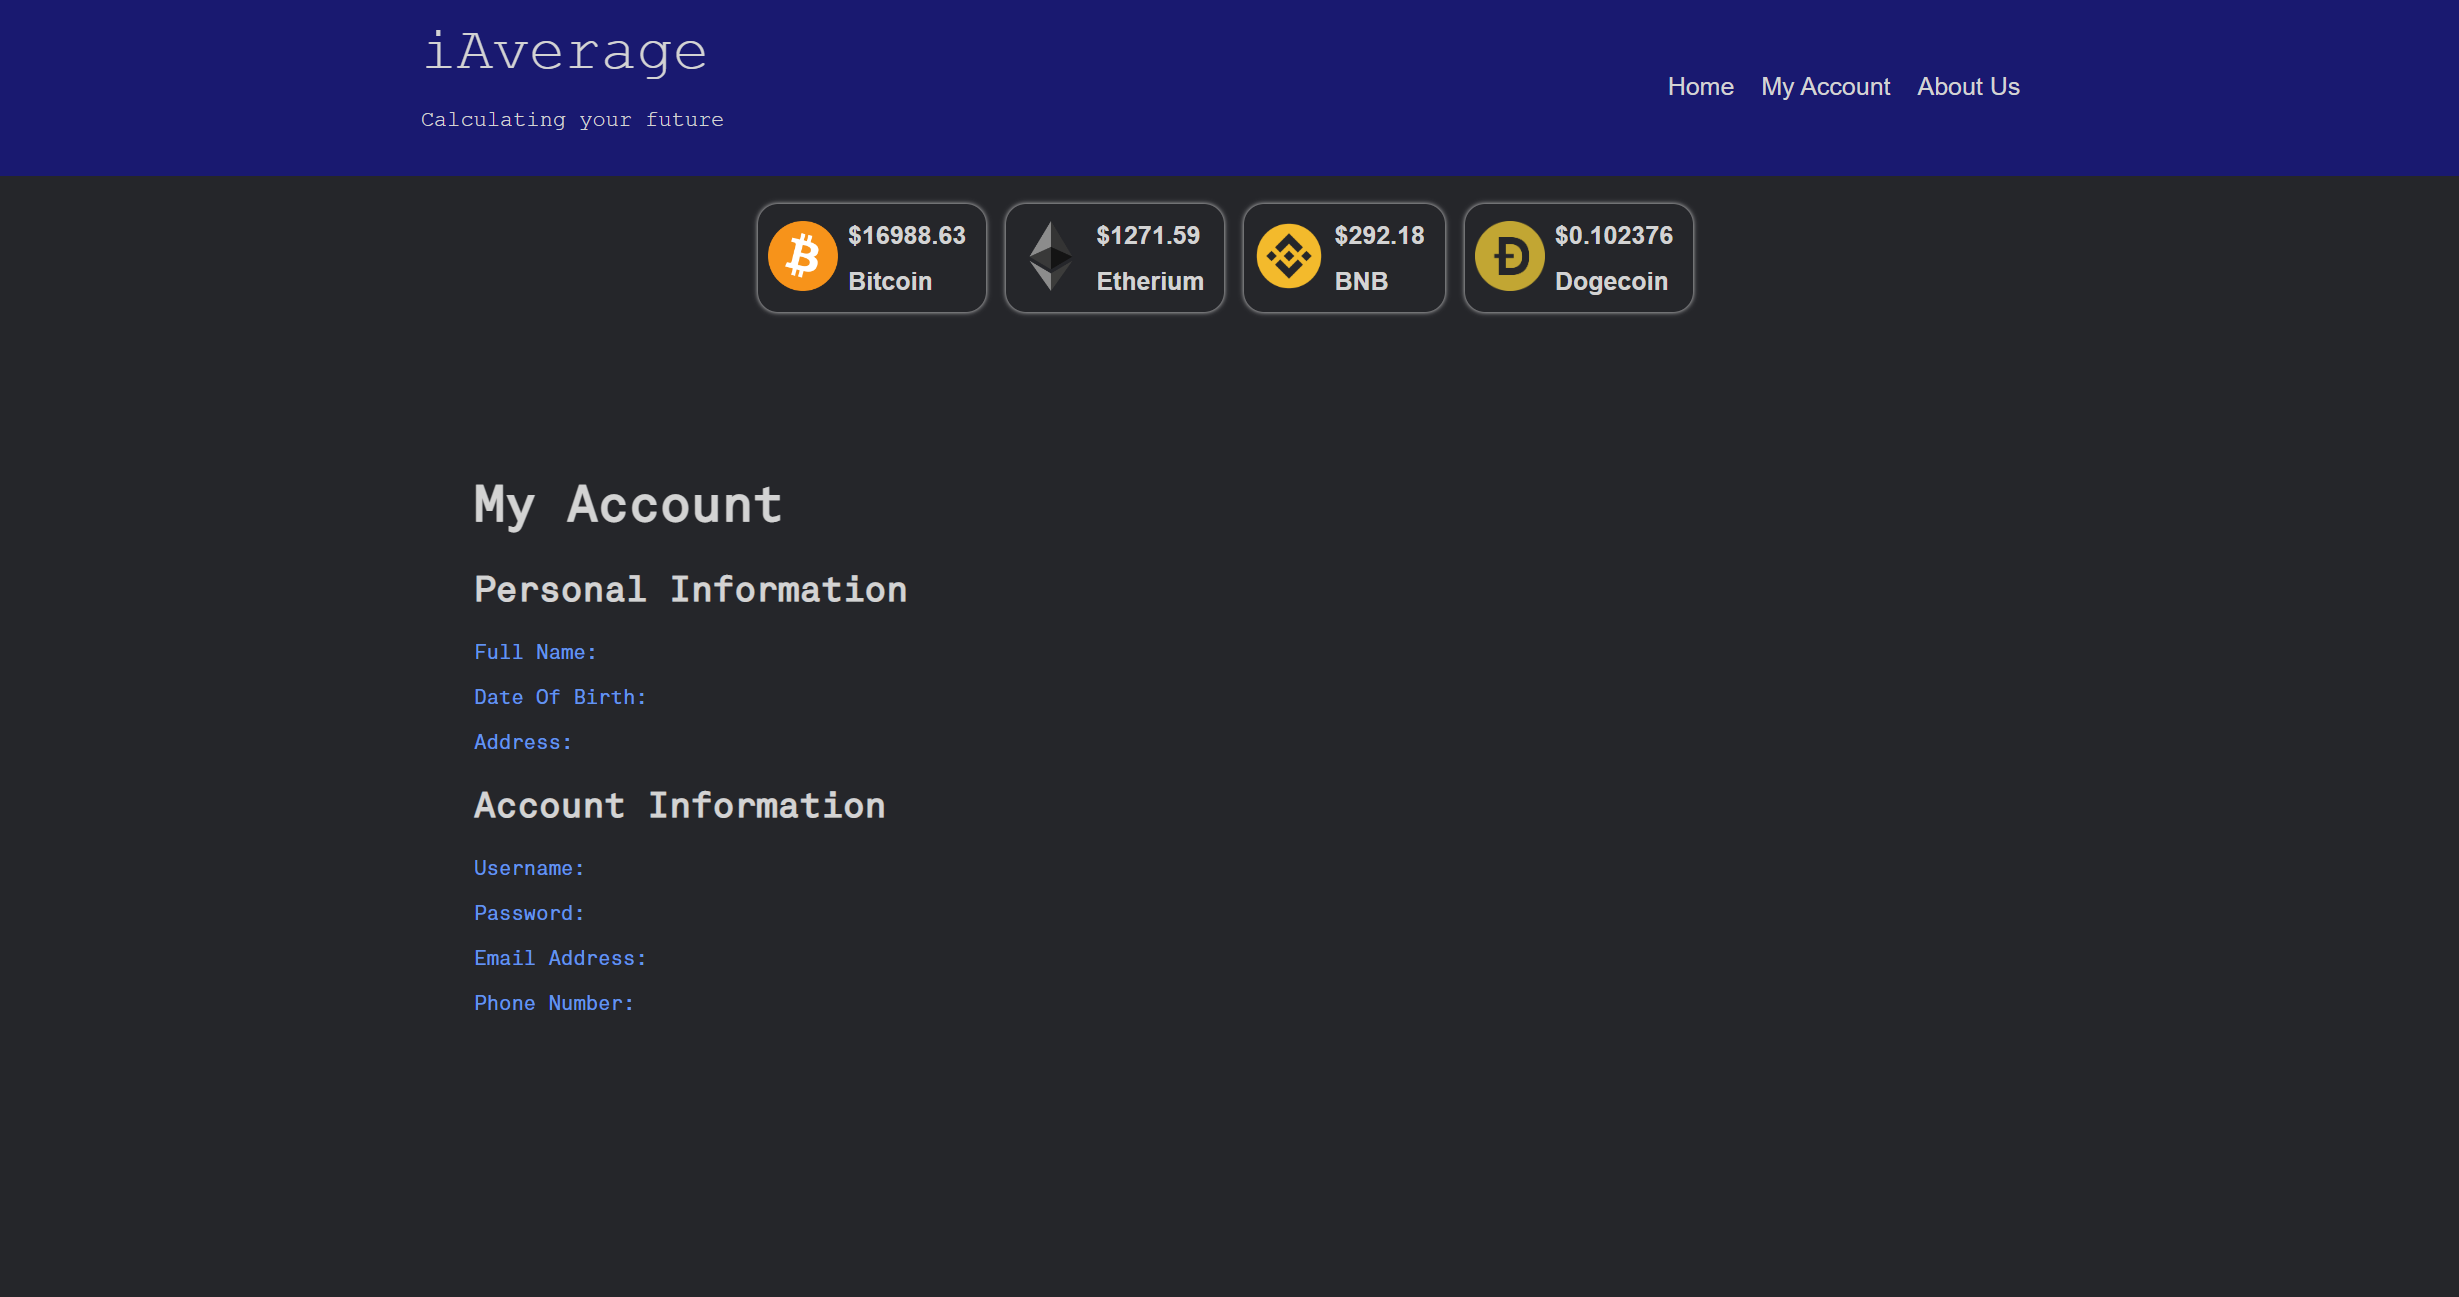 iAverage
Calculating your future
Home My Account About Us
$16988.63
Bitcoin
$1271.59
Etherium
$292.18
BNB
$0.102376
Dogecoin
My Account
Personal Information
Full Name:
Date Of Birth:
Address:
Account Information
Username:
Password:
Email Address:
Phone Number: